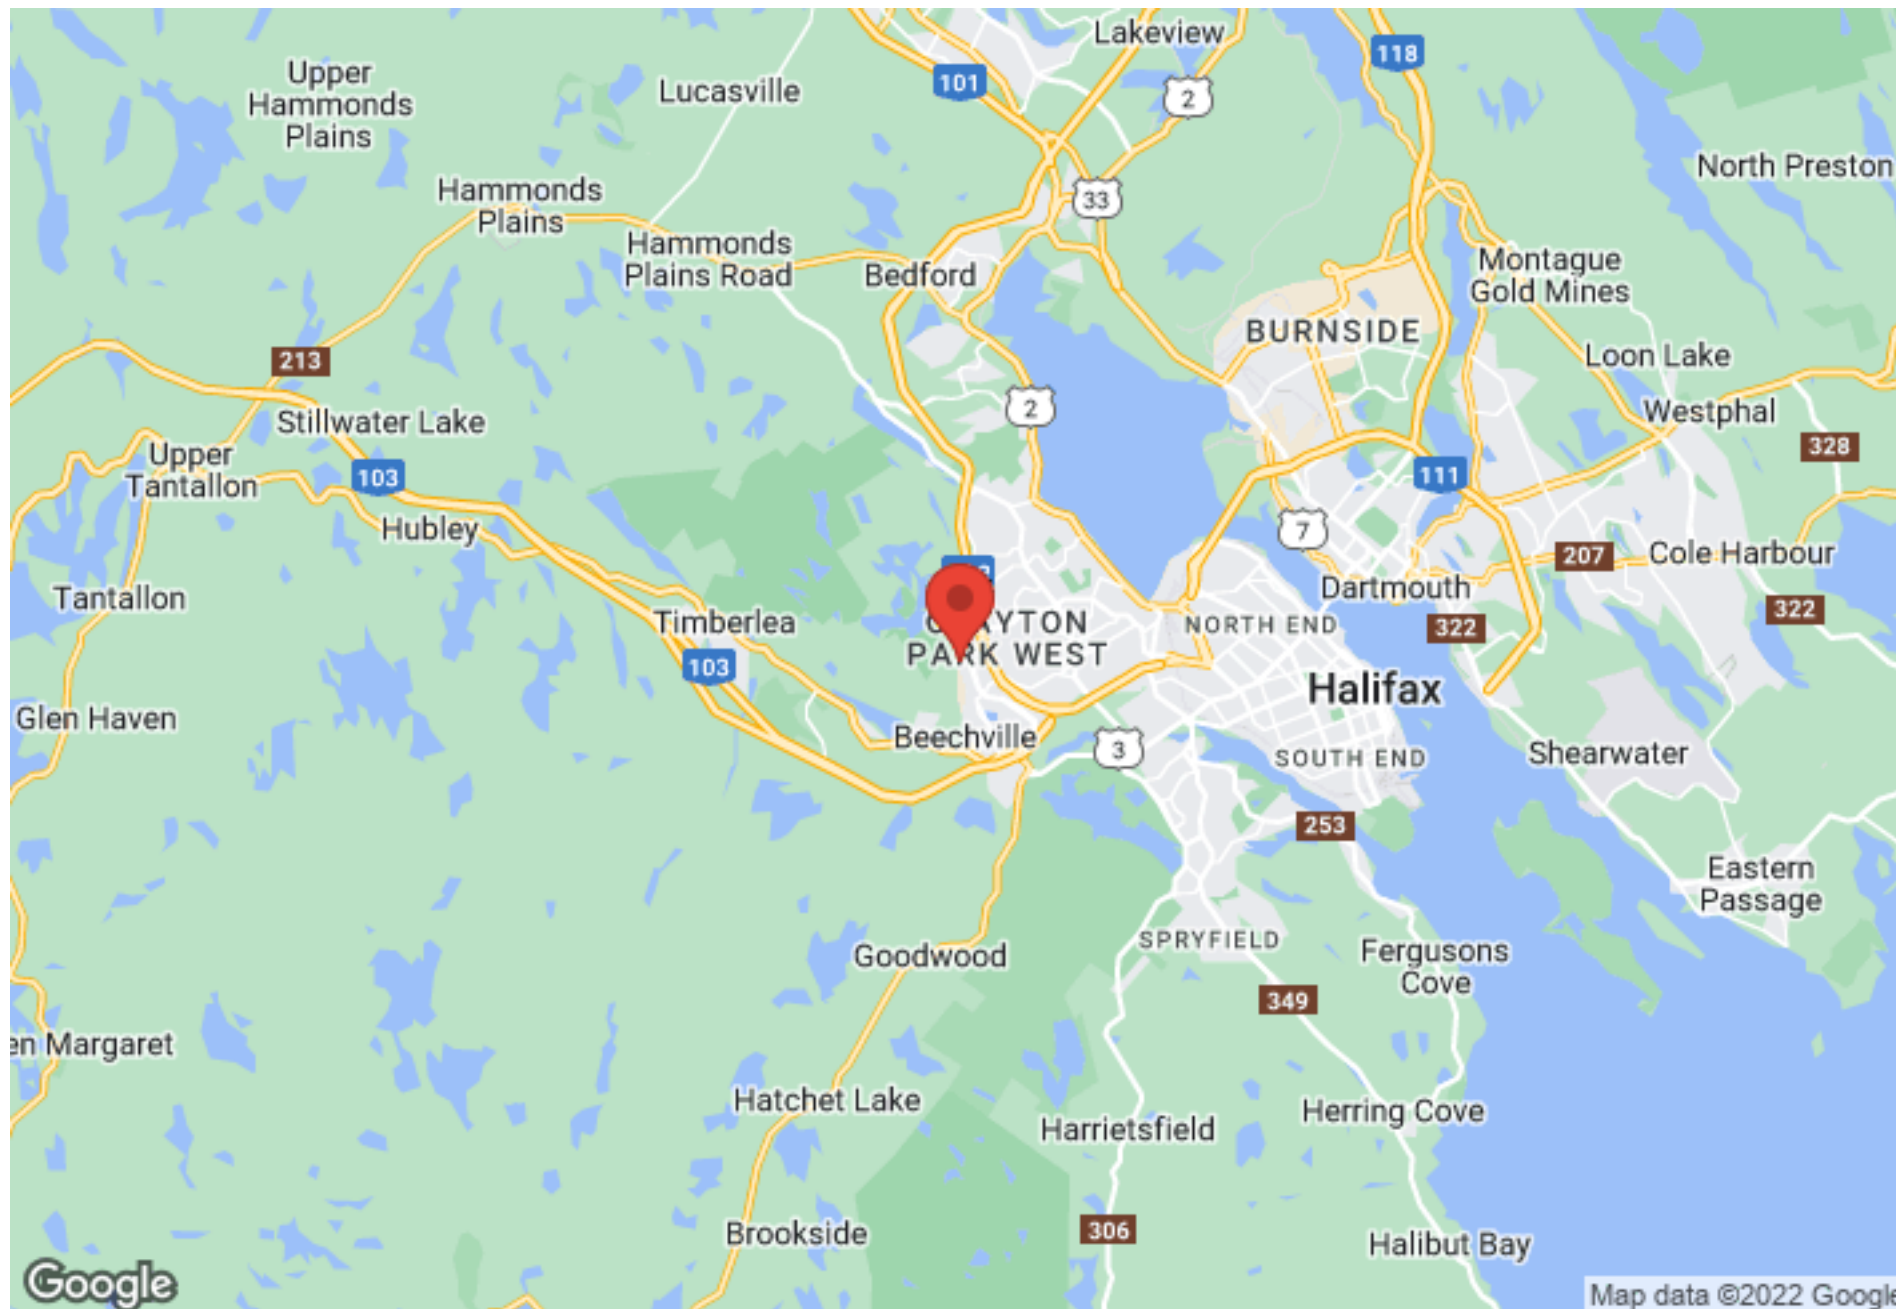 Lakeview
118
Upper
Hammonds
Plains
Lucasville
101
2
North Preston
Hammonds
Plains
33
Hammonds
Plains Road
Bedford
Montague
Gold Mines
BURNSIDE
213
Loon Lake
2
Westphal
Stillwater Lake
328
Upper
Tantallon
103
111
Hubley
7
207
Cole Harbour
Tantallon
Dartmouth
322
Timberlea
YTON
PARK WEST
NORTH END
322
103
Halifax
Glen Haven
Beechville
3
SOUTH END
Shearwater
253
Eastern
Passage
Goodwood
SPRYFIELD
Fergusons
Cove
349
en Margaret
Hatchet Lake
Harrietsfield
Herring Cove
306
Brookside
Halibut Bay
Google
Map data ©2022 Google